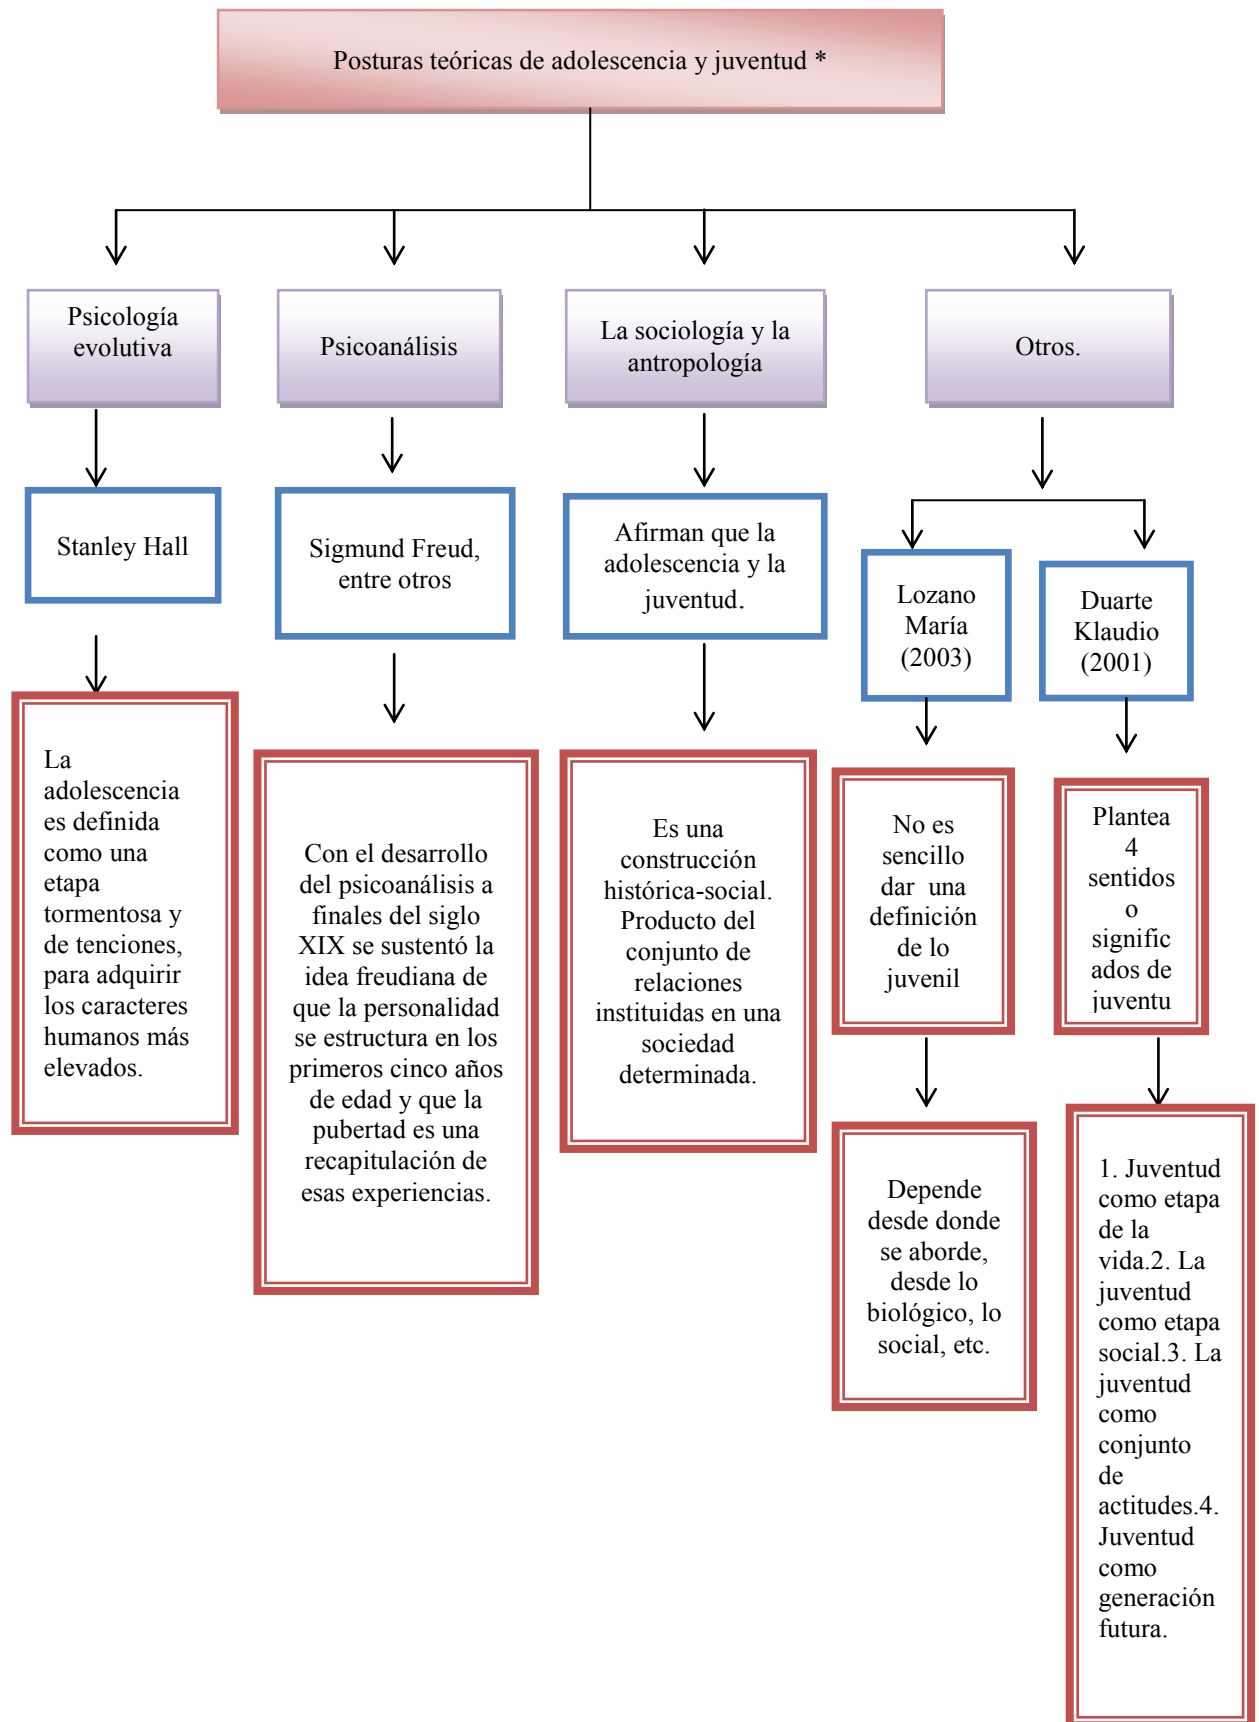 Posturas teóricas de adolescencia y juventud *
Psicología
evolutiva
Psicoanálisis
La sociología y la
antropología
Otros.
Stanley Hall
Sigmund Freud,
entre otros
Afirman que la
adolescencia y la
juventud.
Lozano
María
(2003)
Duarte
Klaudio
(2001)
La
adolescencia
es definida
como una
etapa
tormentosa y
de tenciones,
para adquirir
los caracteres
humanos más
elevados.
Con el desarrollo
del psicoanálisis a
finales del siglo
XIX se sustentó la
idea freudiana de
que la personalidad
se estructura en los
primeros cinco años
de edad y que la
pubertad es una
recapitulación de
esas experiencias.
Es una
construcción
histórica-social.
Producto del
conjunto de
relaciones
instituidas en una
sociedad
determinada.
No es
sencillo
dar una
definición
de lo
juvenil
Plantea
4
sentidos
o
signific
ados de
juventu
Depende
desde donde
se aborde,
desde lo
biológico, lo
social, etc.
1. Juventud
como etapa
de la
vida.2. La
juventud
como etapa
social.3. La
juventud
como
conjunto
de
actitudes.4.
Juventud
como
generación
futura.